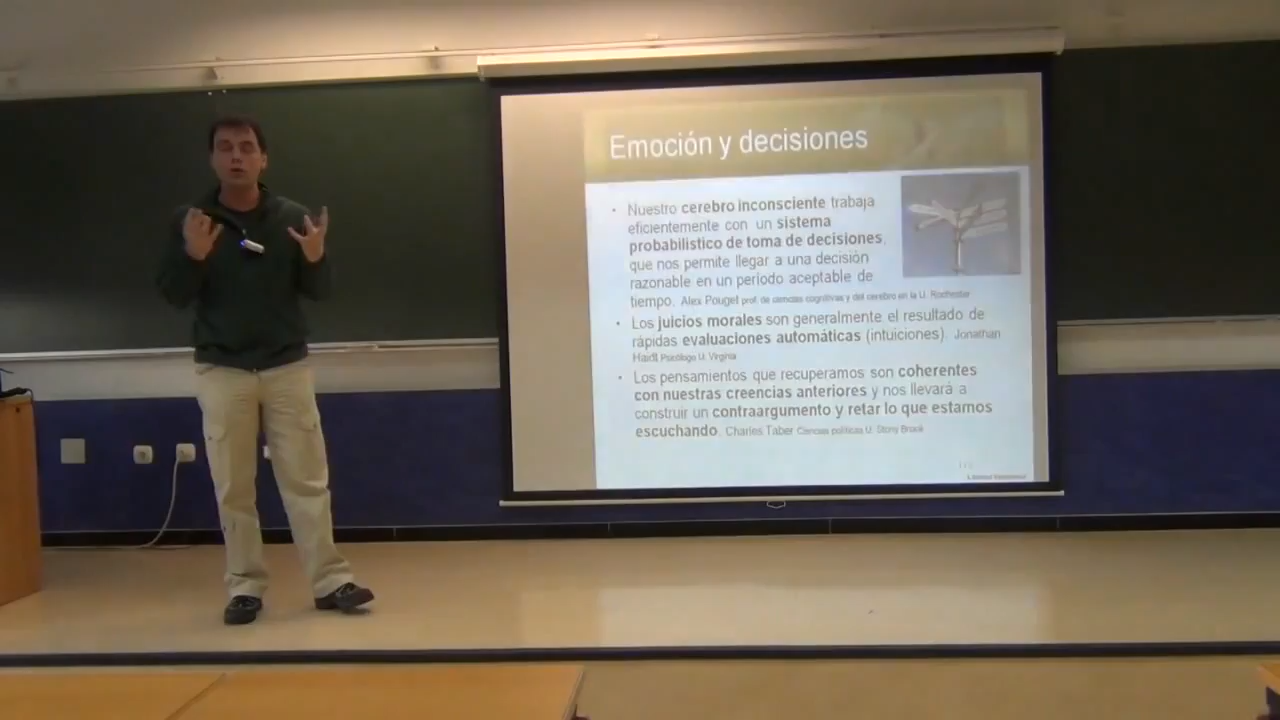 Emoción y decisiones
• Nuestro cerebro inconsciente trabaja
eficientemente con un sistema
probabilistico de toma de decisiones,
que nos permite llegar a una decisión
razonable en un periodo aceptable de
tiempo. Alex Pouget prof. de ciencias cognitivas y del cerebro en la U. Rochester
• Los juicios morales son generalmente el resultado de
rápidas evaluaciones automáticas (intuiciones). Jonathan
Haidt Psicólogo U. Virginia
• Los pensamientos que recuperamos son coherentes
con nuestras creencias anteriores y nos llevará a
construir un contraargumento y retar lo que estamos
escuchando. Charles Taber Ciencias políticas U. Stony Brook